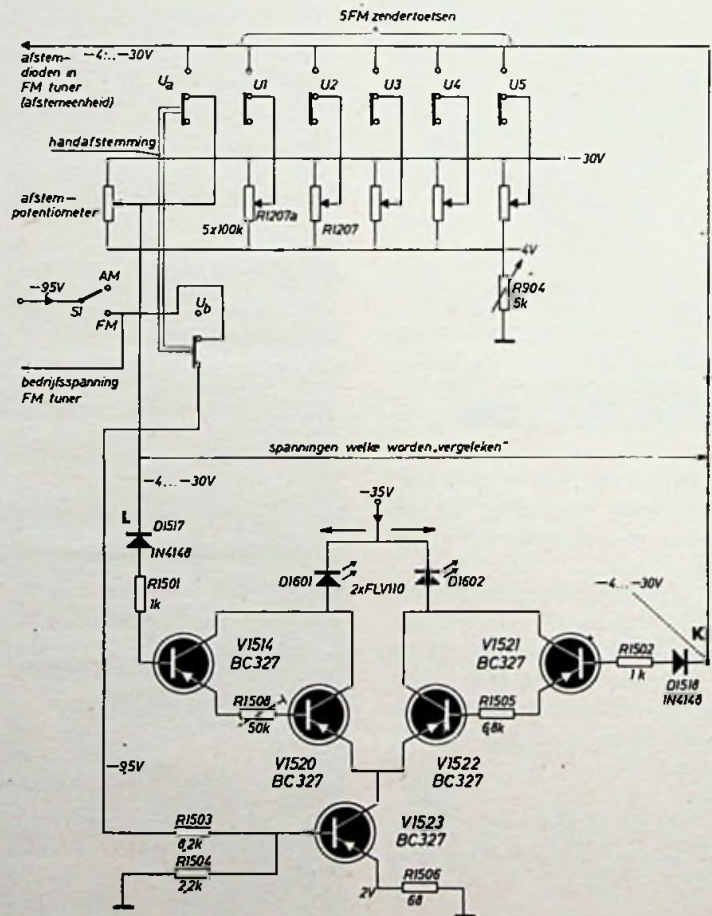 5FM zendertoetsen
−4:..−30V
afstem-
dioden in
FM tuner
(afstemeenheid)
Ua
U1
U2
U3
U4
U5
handafstemming
−30V
afstem-
potentiometer
R1207a
5x100k
R1207
−4V
R904
5k
−95V
AM
S1
FM
Ub
bedrijfsspanning
FM tuner
spanningen welke worden „vergeleken"
−4...−30V
−35V
L
D1517
1N4148
D1601
2xFLV110
D1602
R1501
1k
−4...−30V
K
V1514
BC327
V1521
BC327
R1502
1k
D1518
1N4148
R1508
50k
R1505
6,8k
V1520
BC327
V1522
BC327
−95V
V1523
BC327
R1503
8,2k
R1504
2,2k
2V
R1506
68